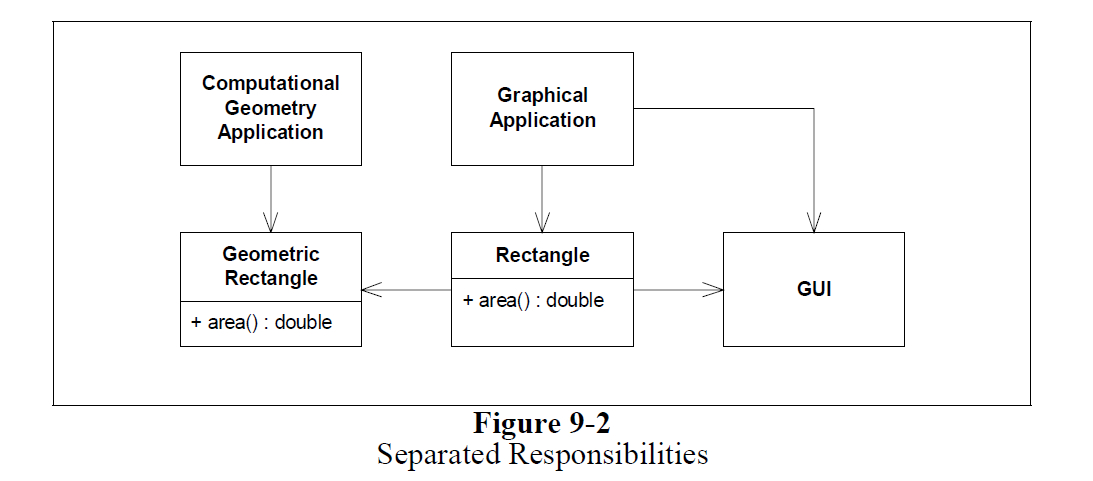 Computational
Geometry
Application
Graphical
Application
Geometric
Rectangle
+ area() : double
Rectangle
+ area() : double
GUI
Figure 9-2
Separated Responsibilities